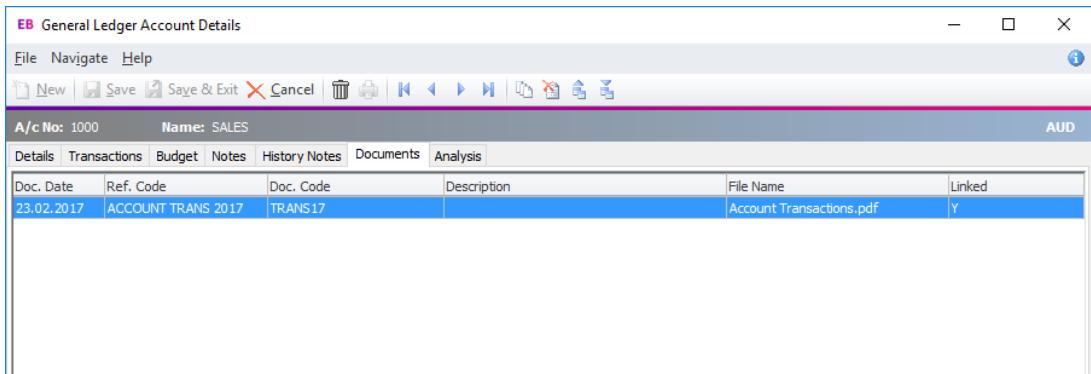 EB General Ledger Account Details
File Navigate Help
New Save Save & Exit Cancel
A/c No: 1000 Name: SALES AUD
Details Transactions Budget Notes History Notes Documents Analysis
Doc. Date Ref. Code Doc. Code Description File Name Linked
23.02.2017 ACCOUNT TRANS 2017 TRANS17 Account Transactions.pdf Y